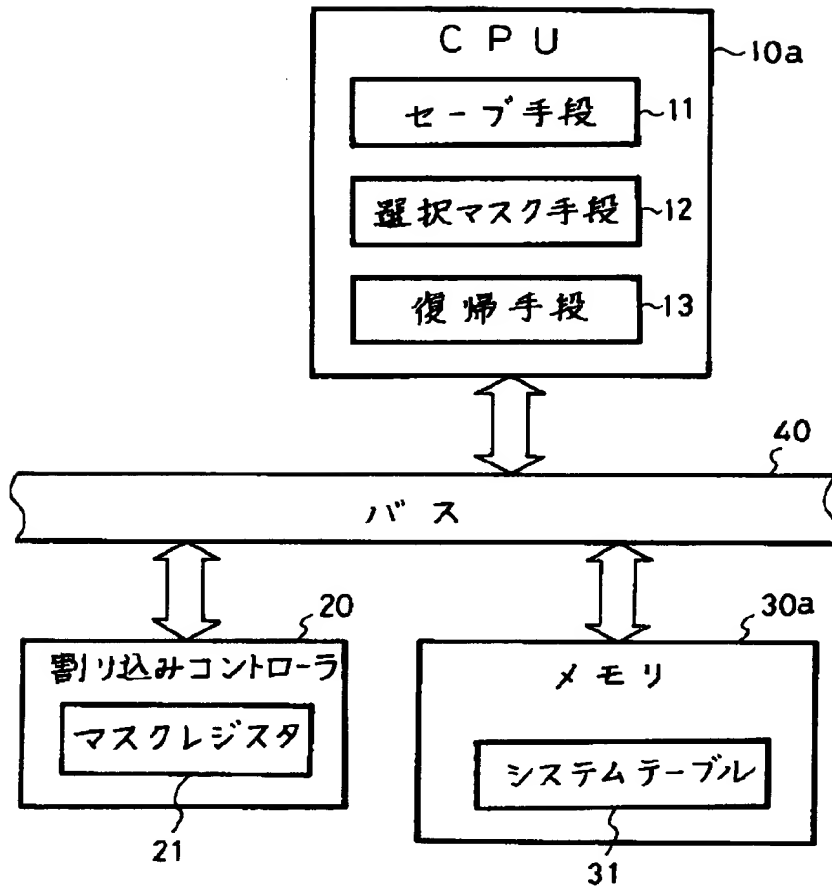 CPU
10a
セーブ手段
11
選択マスク手段
12
復帰手段
13
40
バス
20
30a
割り込みコントローラ
マスクレジスタ
21
メモリ
システムテーブル
31